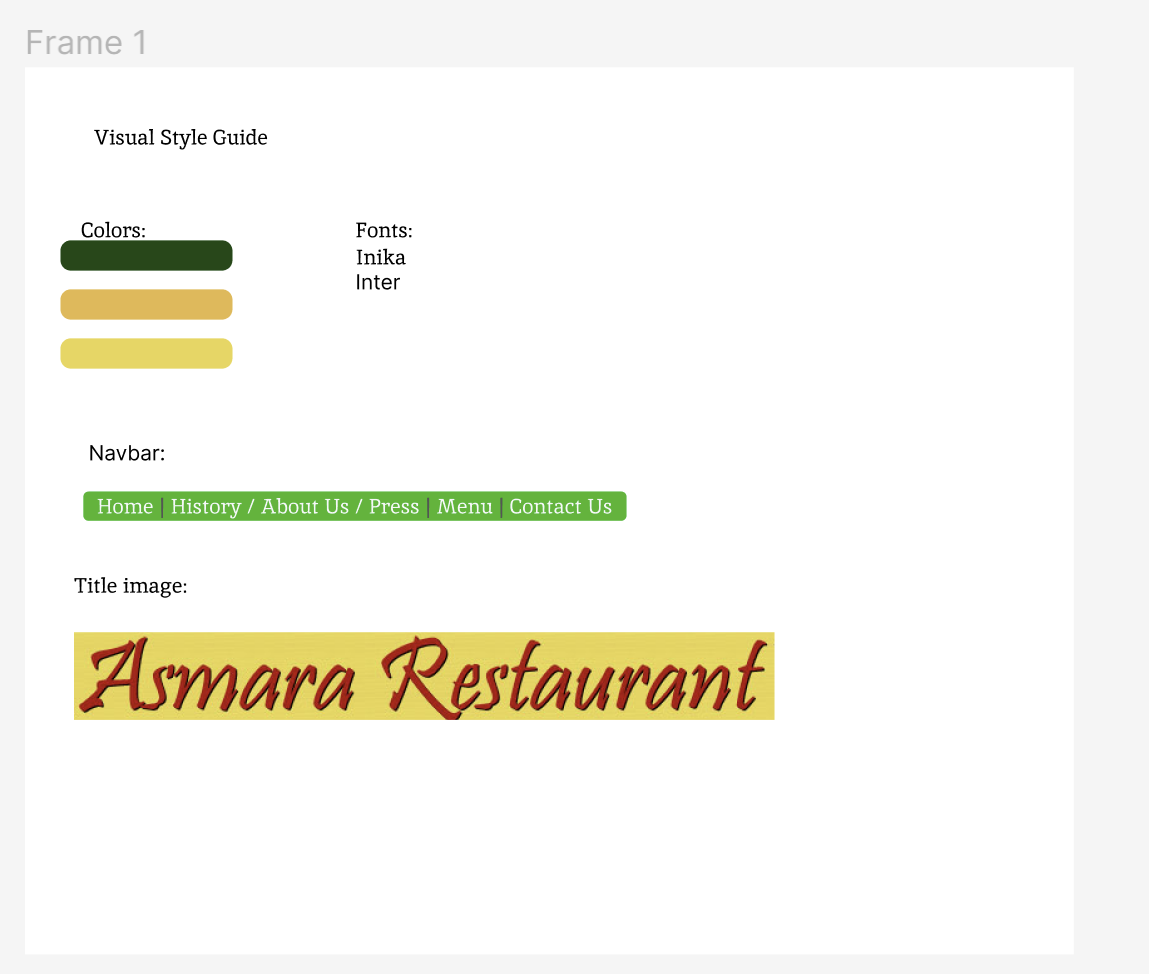 Frame 1
Visual Style Guide
Colors:
Fonts:
Inika
Inter
Navbar:
Home | History / About Us / Press | Menu | Contact Us
Title image:
Asmara Restaurant